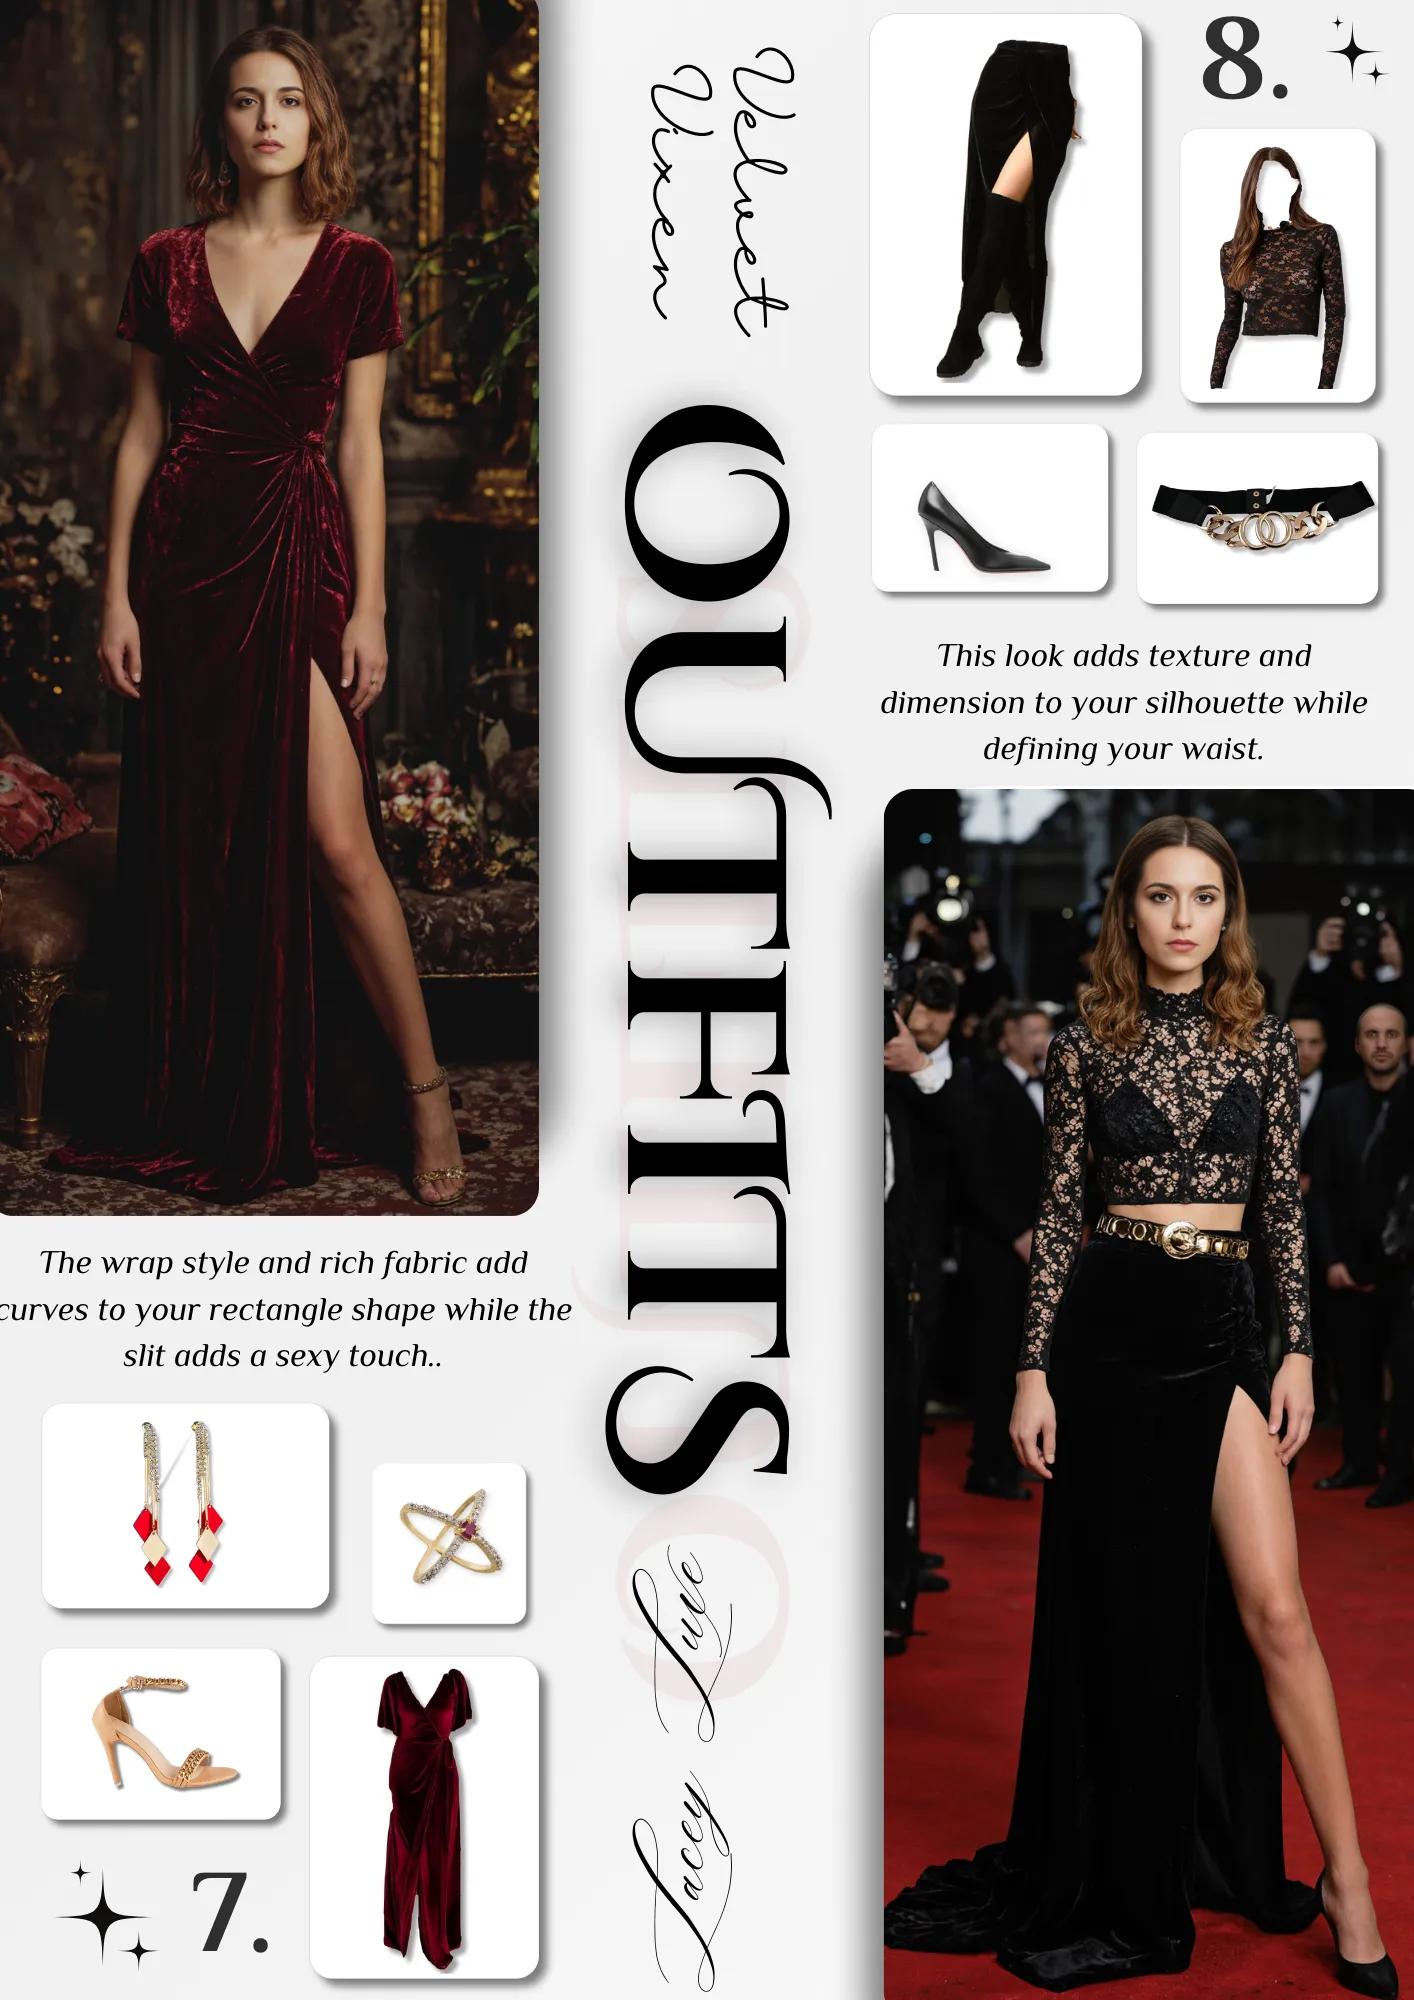 Velvet
Vixen
OUTFITS
Lacey Luxe
7.
The wrap style and rich fabric add
curves to your rectangle shape while the
slit adds a sexy touch..
8.
This look adds texture and
dimension to your silhouette while
defining your waist.